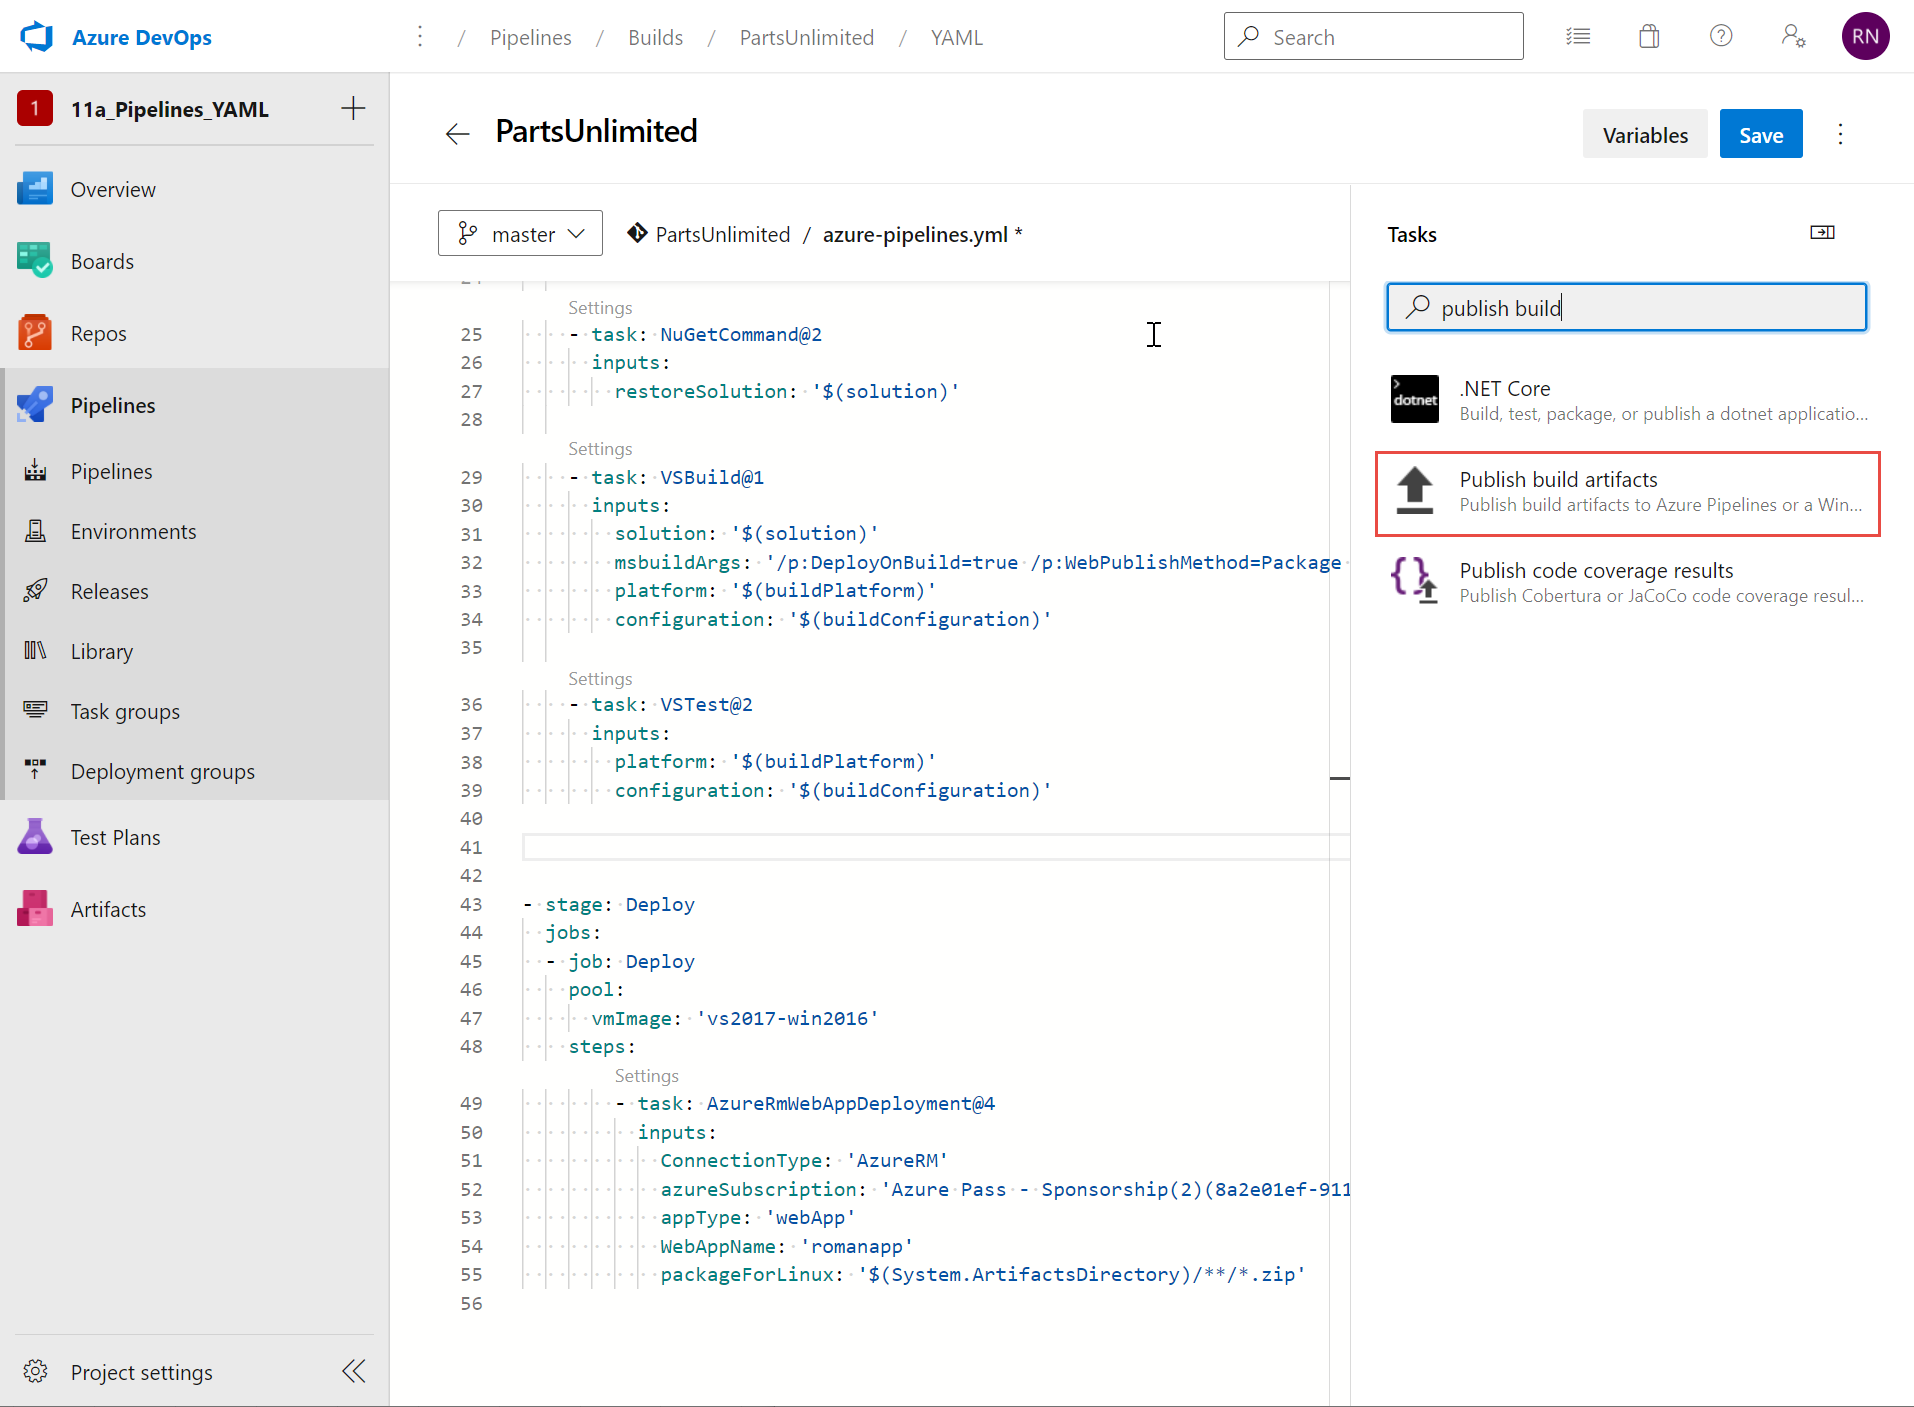 Azure DevOps
/ Pipelines / Builds / PartsUnlimited / YAML
Search
RN
1 11a_Pipelines_YAML
Overview
Boards
Repos
Pipelines
Pipelines
Environments
Releases
Library
Task groups
Deployment groups
Test Plans
Artifacts
Project settings
PartsUnlimited
Variables
Save
master
PartsUnlimited / azure-pipelines.yml *
Settings
25 - task: NuGetCommand@2
26 inputs:
27 restoreSolution: '$(solution)'
28
Settings
29 - task: VSBuild@1
30 inputs:
31 solution: '$(solution)'
32 msbuildArgs: '/p:DeployOnBuild=true /p:WebPublishMethod=Package
33 platform: '$(buildPlatform)'
34 configuration: '$(buildConfiguration)'
35
Settings
36 - task: VSTest@2
37 inputs:
38 platform: '$(buildPlatform)'
39 configuration: '$(buildConfiguration)'
40
41
42
43 - stage: Deploy
44 jobs:
45 - job: Deploy
46 pool:
47 vmImage: 'vs2017-win2016'
48 steps:
Settings
49 - task: AzureRmWebAppDeployment@4
50 inputs:
51 ConnectionType: 'AzureRM'
52 azureSubscription: 'Azure Pass - Sponsorship(2)(8a2e01ef-911
53 appType: 'webApp'
54 WebAppName: 'romanapp'
55 packageForLinux: '$(System.ArtifactsDirectory)/**/*.zip'
56
Tasks
publish build
dotnet
.NET Core
Build, test, package, or publish a dotnet applicatio...
Publish build artifacts
Publish build artifacts to Azure Pipelines or a Win...
Publish code coverage results
Publish Cobertura or JaCoCo code coverage resul...